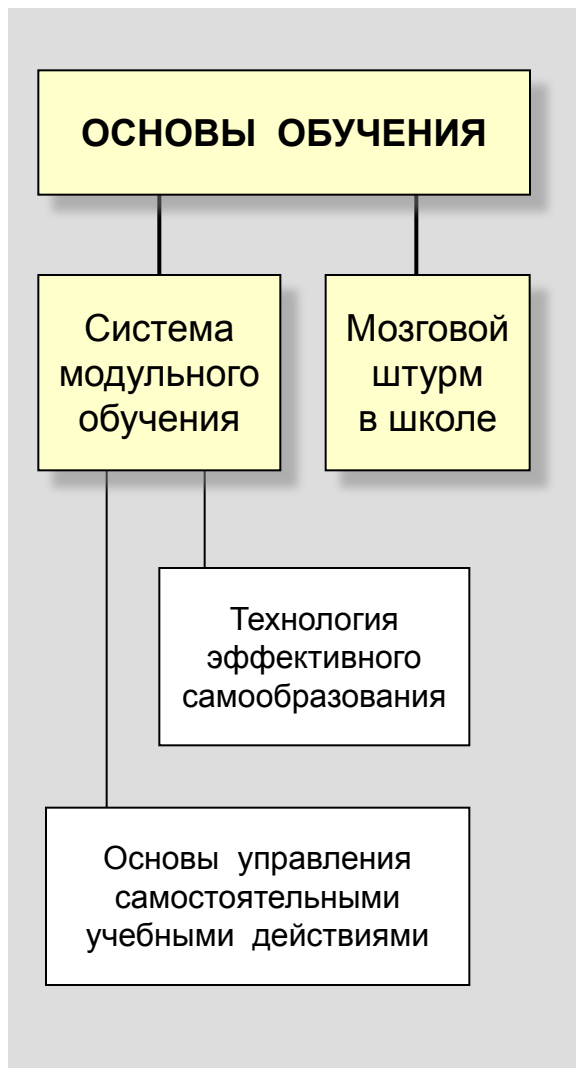 ОСНОВЫ ОБУЧЕНИЯ
Система
модульного
обучения
Мозговой
штурм
в школе
Технология
эффективного
самообразования
Основы управления
самостоятельными
учебными действиями